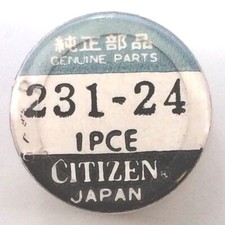 純正部品
GENUINE PARTS
231-24
1PCE
CITIZEN
JAPAN